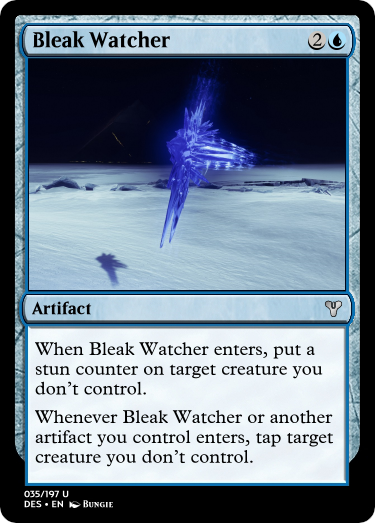 Bleak Watcher 2
Artifact
When Bleak Watcher enters, put a
stun counter on target creature you
don't control.
Whenever Bleak Watcher or another
artifact you control enters, tap target
creature you don't control.
035/197 U
DES • EN Bungie